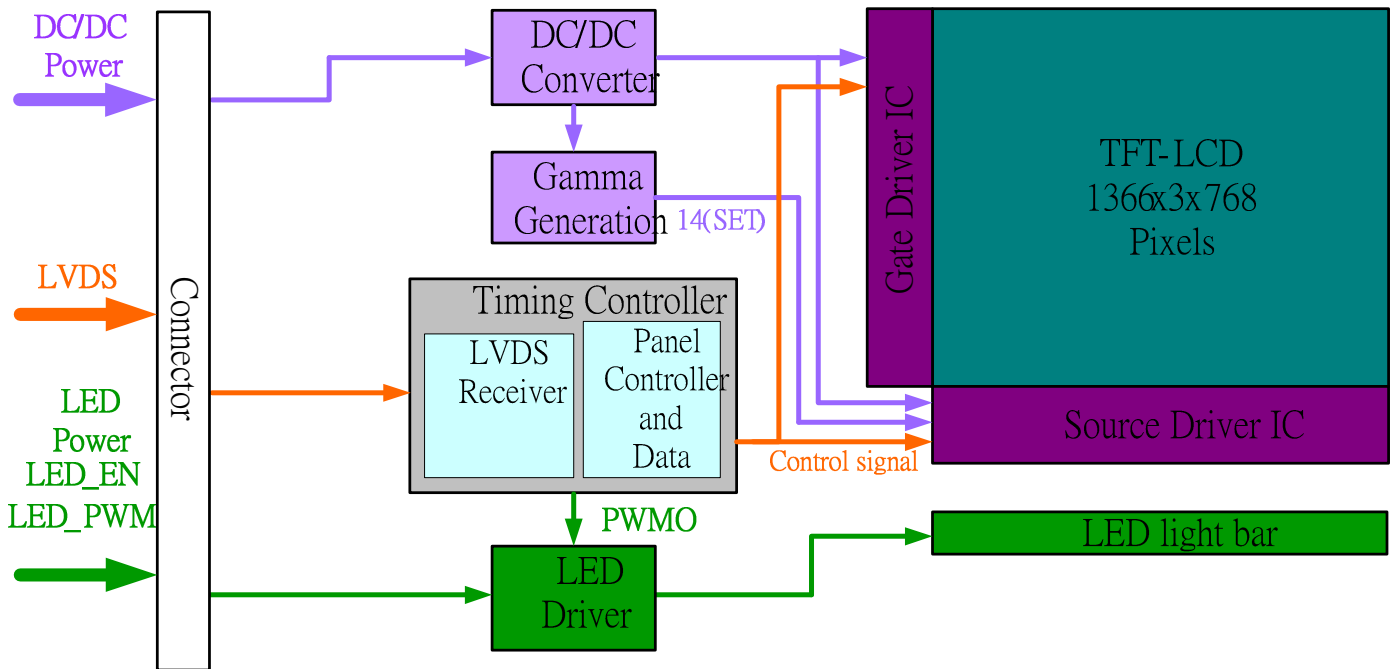 DC/DC
Power
LVDS
LED
Power
LED_EN
LED_PWM
Connector
DC/DC
Converter
Gamma
Generation
14(SET)
Timing Controller
LVDS
Receiver
Panel
Controller
and
Data
Control signal
PWMO
LED
Driver
Gate Driver IC
TFT-LCD
1366x3x768
Pixels
Source Driver IC
LED light bar